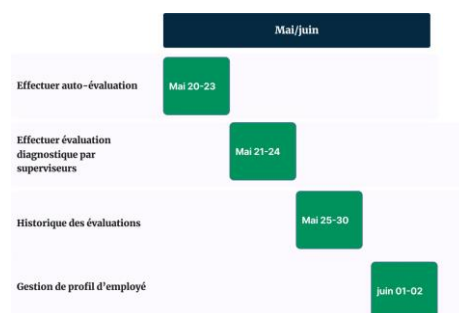 Mai/juin
Effectuer auto-évaluation
Mai 20-23
Effectuer évaluation
diagnostique par
superviseurs
Mai 21-24
Historique des évaluations
Mai 25-30
Gestion de profil d'employé
juin 01-02